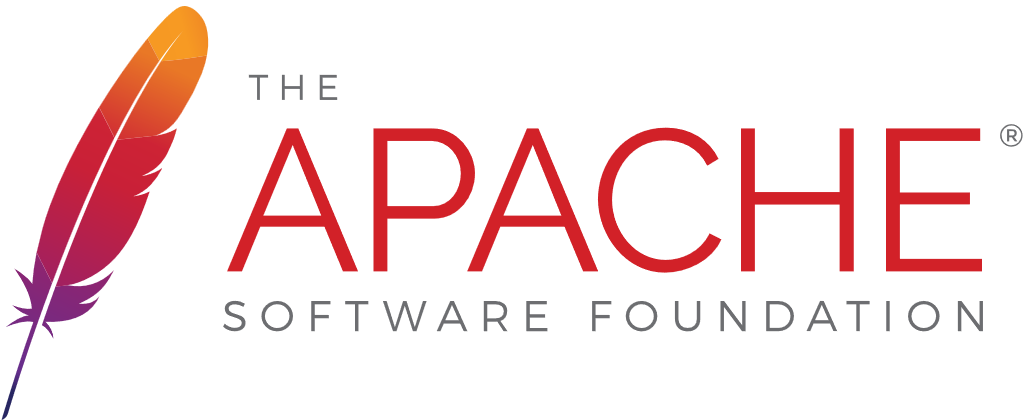 THE
APACHE®
SOFTWARE FOUNDATION